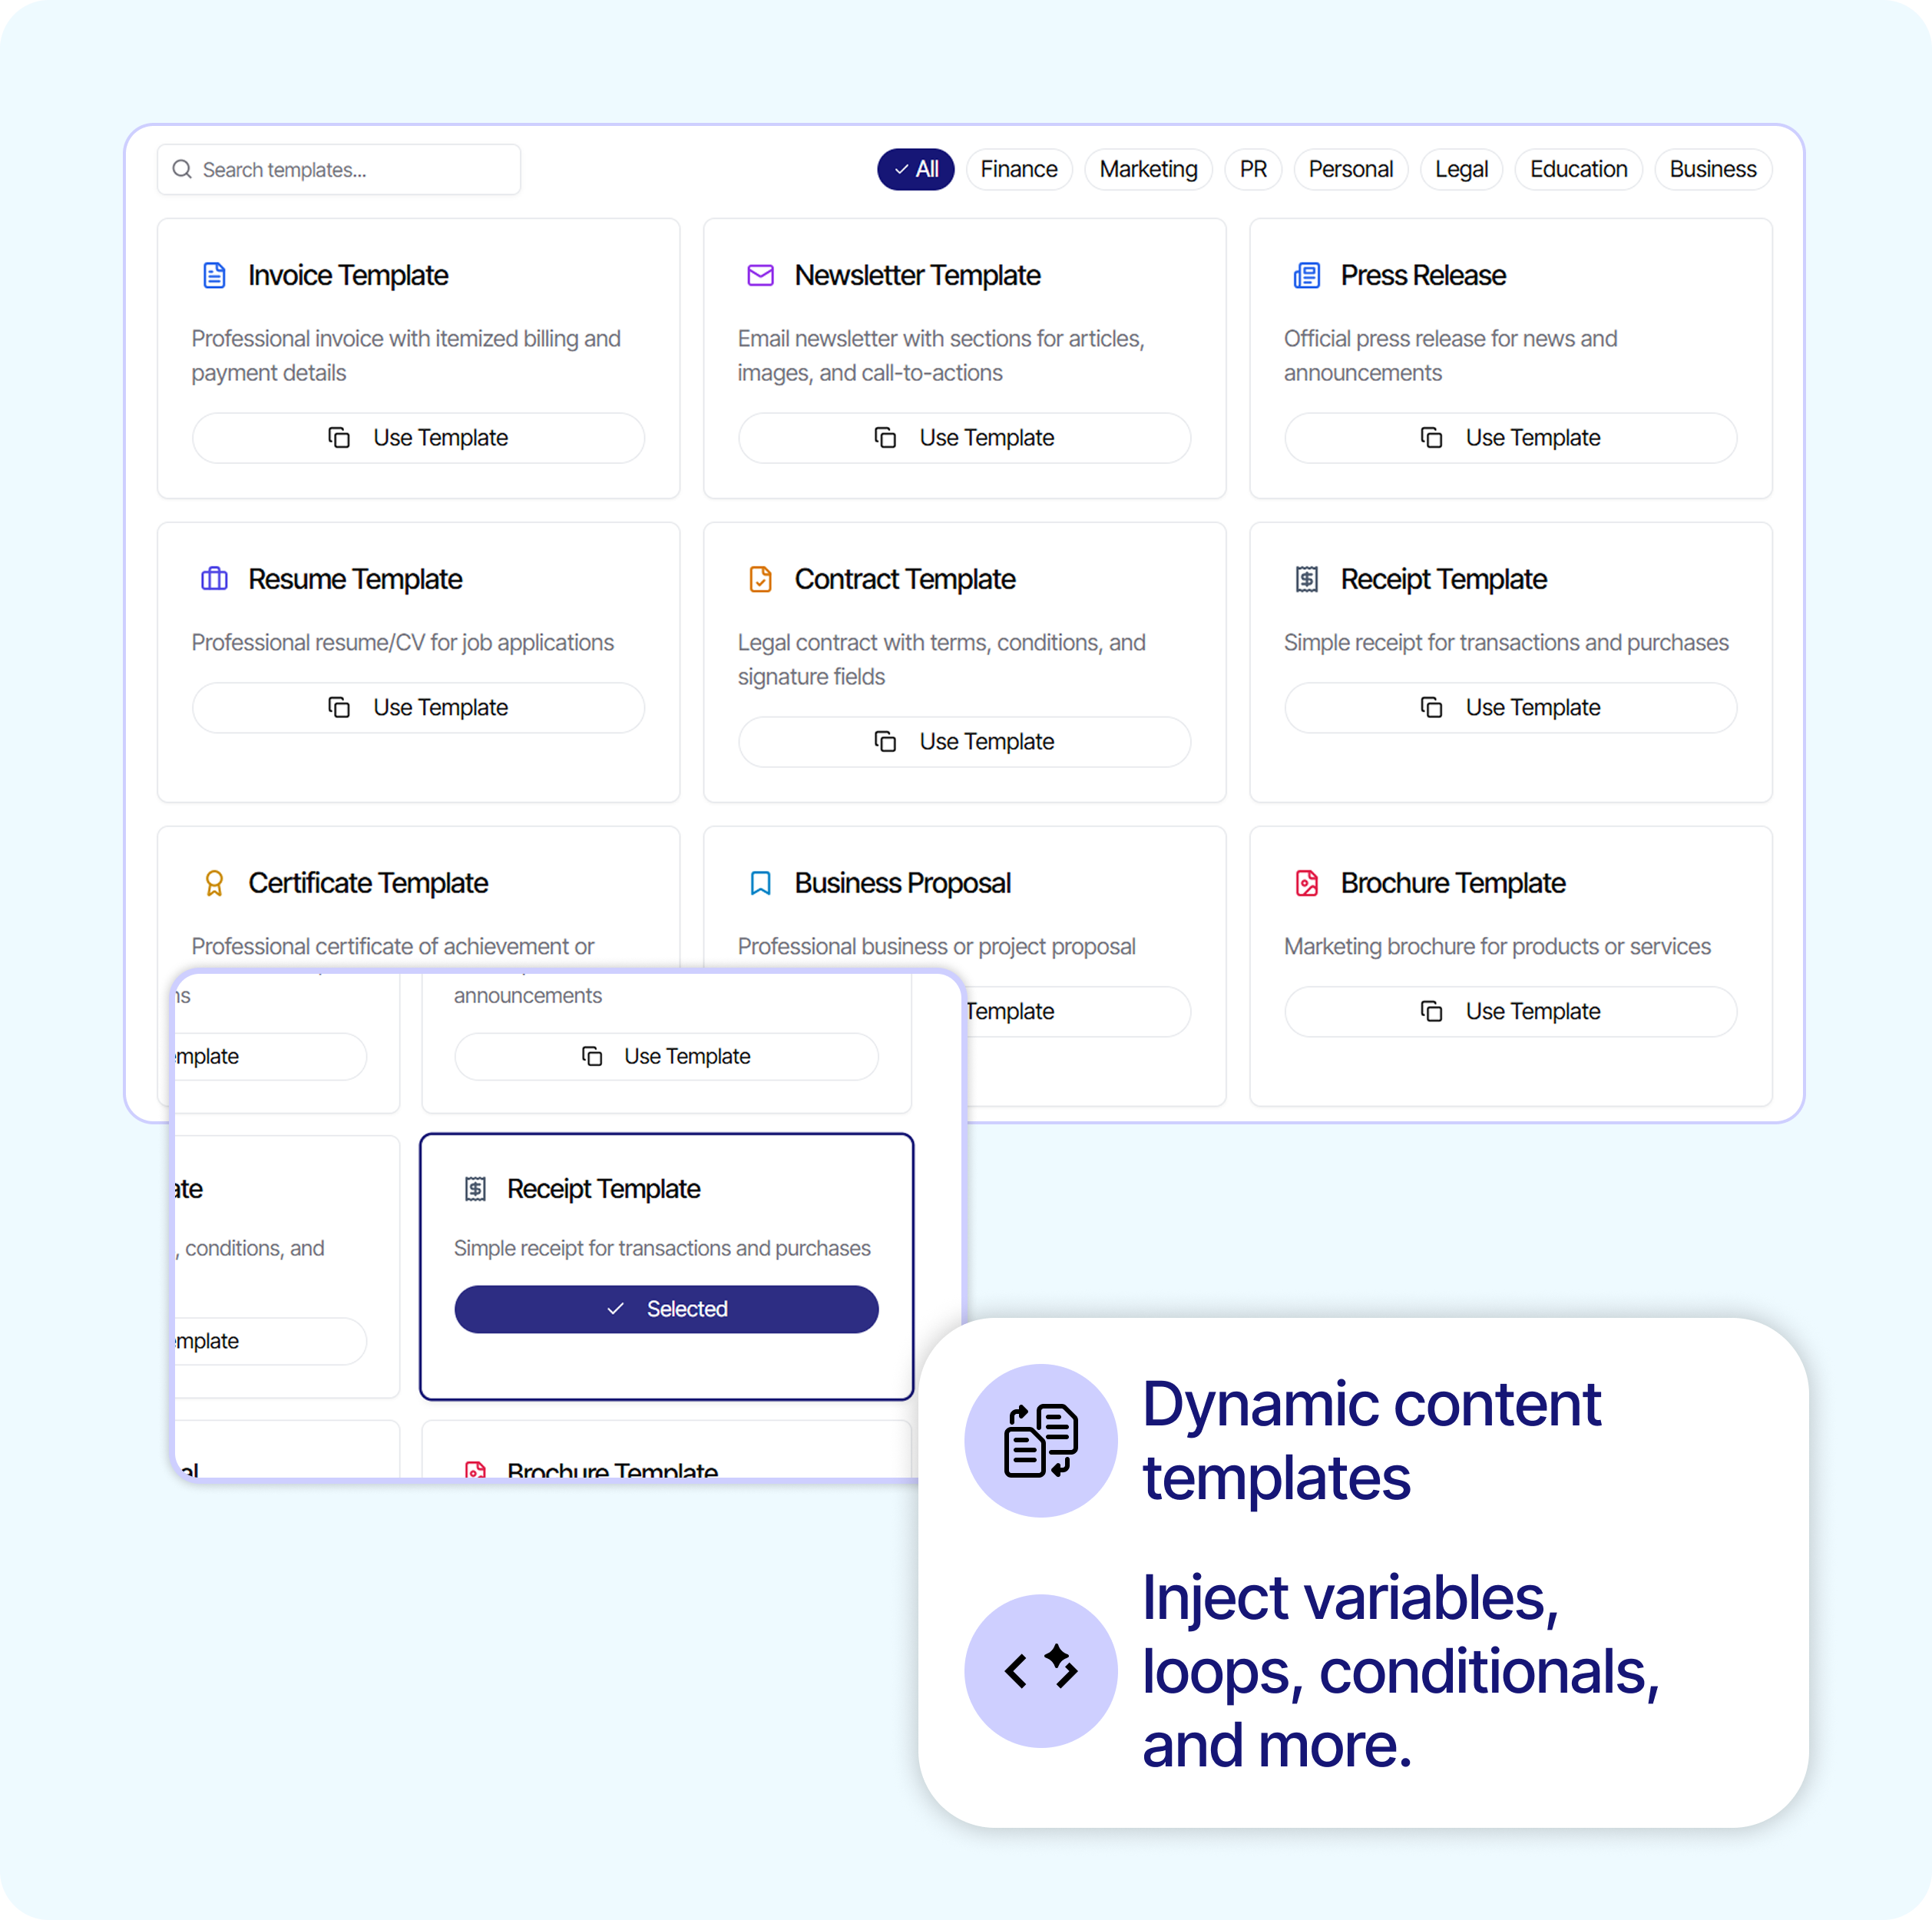 Search templates...
All
Finance
Marketing
PR
Personal
Legal
Education
Business
Invoice Template
Professional invoice with itemized billing and
payment details
Use Template
Newsletter Template
Email newsletter with sections for articles,
images, and call-to-actions
Use Template
Press Release
Official press release for news and
announcements
Use Template
Resume Template
Professional resume/CV for job applications
Use Template
Contract Template
Legal contract with terms, conditions, and
signature fields
Use Template
Receipt Template
Simple receipt for transactions and purchases
Use Template
Certificate Template
Professional certificate of achievement or
Business Proposal
Professional business or project proposal
Template
Brochure Template
Marketing brochure for products or services
Use Template
announcements
mplate
Use Template
, conditions, and
mplate
Receipt Template
Simple receipt for transactions and purchases
Selected
Brochure Template
Dynamic content
templates
Inject variables,
loops, conditionals,
and more.